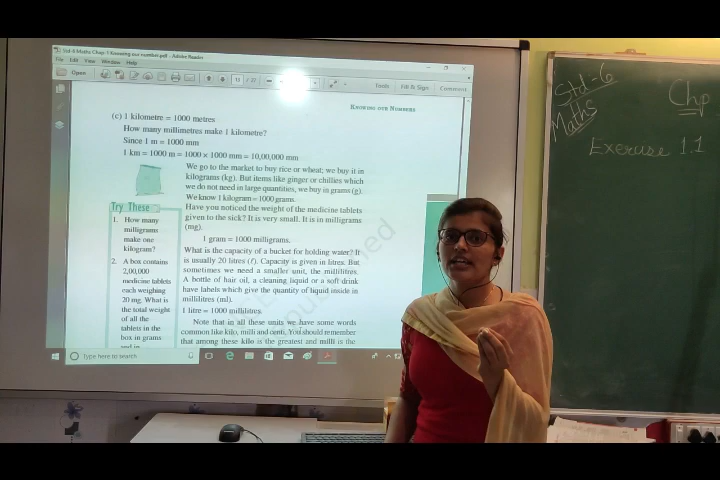 Std-6 Maths Chap-1 Knowing our number.pdf - Adobe Reader
File Edit View Window Help
Open
Tools
Fill & Sign
Comment
KNOWING OUR NUMBERS
(c) 1 kilometre = 1000 metres
How many millimetres make 1 kilometre?
Since 1 m = 1000 mm
1 km = 1000 m = 1000 × 1000 mm = 10,00,000 mm
We go to the market to buy rice or wheat; we buy it in
kilograms (kg). But items like ginger or chillies which
we do not need in large quantities, we buy in grams (g).
We know 1 kilogram = 1000 grams.
Have you noticed the weight of the medicine tablets
given to the sick? It is very small. It is in milligrams
(mg).
1 gram = 1000 milligrams.
What is the capacity of a bucket for holding water? It
is usually 20 litres (ℓ). Capacity is given in litres. But
sometimes we need a smaller unit, the millilitres.
A bottle of hair oil, a cleaning liquid or a soft drink
have labels which give the quantity of liquid inside in
millilitres (ml).
1 litre = 1000 millilitres.
Note that in all these units we have some words
common like kilo, milli and centi. You should remember
that among these kilo is the greatest and milli is the
Try These
1. How many
milligrams
make one
kilogram?
2. A box contains
2,00,000
medicine tablets
each weighing
20 mg. What is
the total weight
of all the
tablets in the
box in grams
and in
Type here to search
Std-6
Maths
Chp
Exercise 1.1